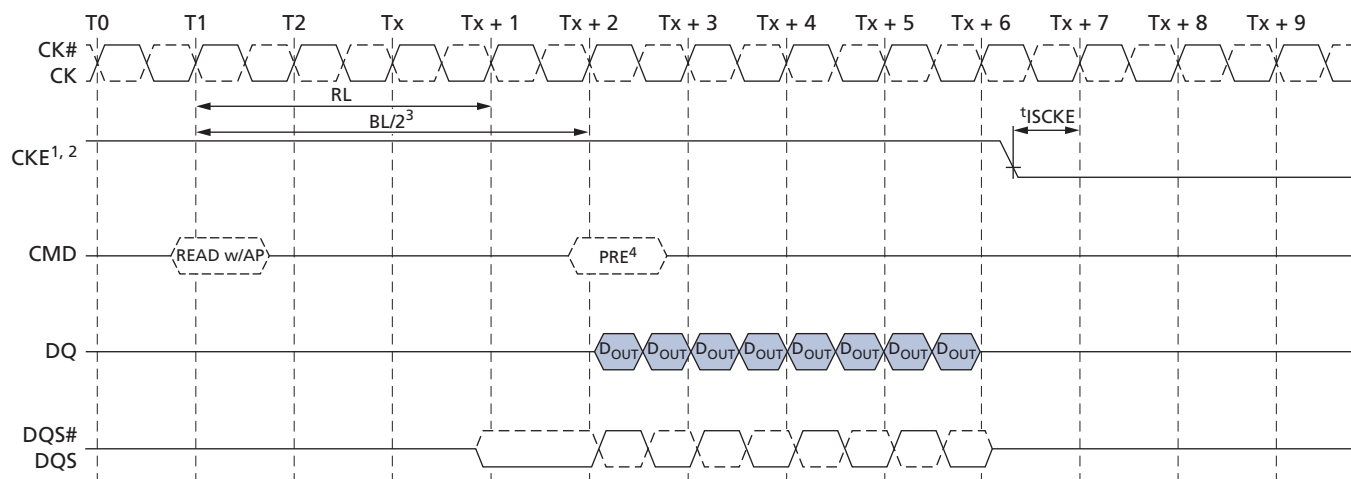 T0 T1 T2 Tx Tx + 1 Tx + 2 Tx + 3 Tx + 4 Tx + 5 Tx + 6 Tx + 7 Tx + 8 Tx + 9
CK#
CK
RL
BL/2³
CKE¹, ²
ᵗISCKE
CMD
READ w/AP
PRE⁴
DQ
DOUT DOUT DOUT DOUT DOUT DOUT DOUT DOUT
DQS#
DQS